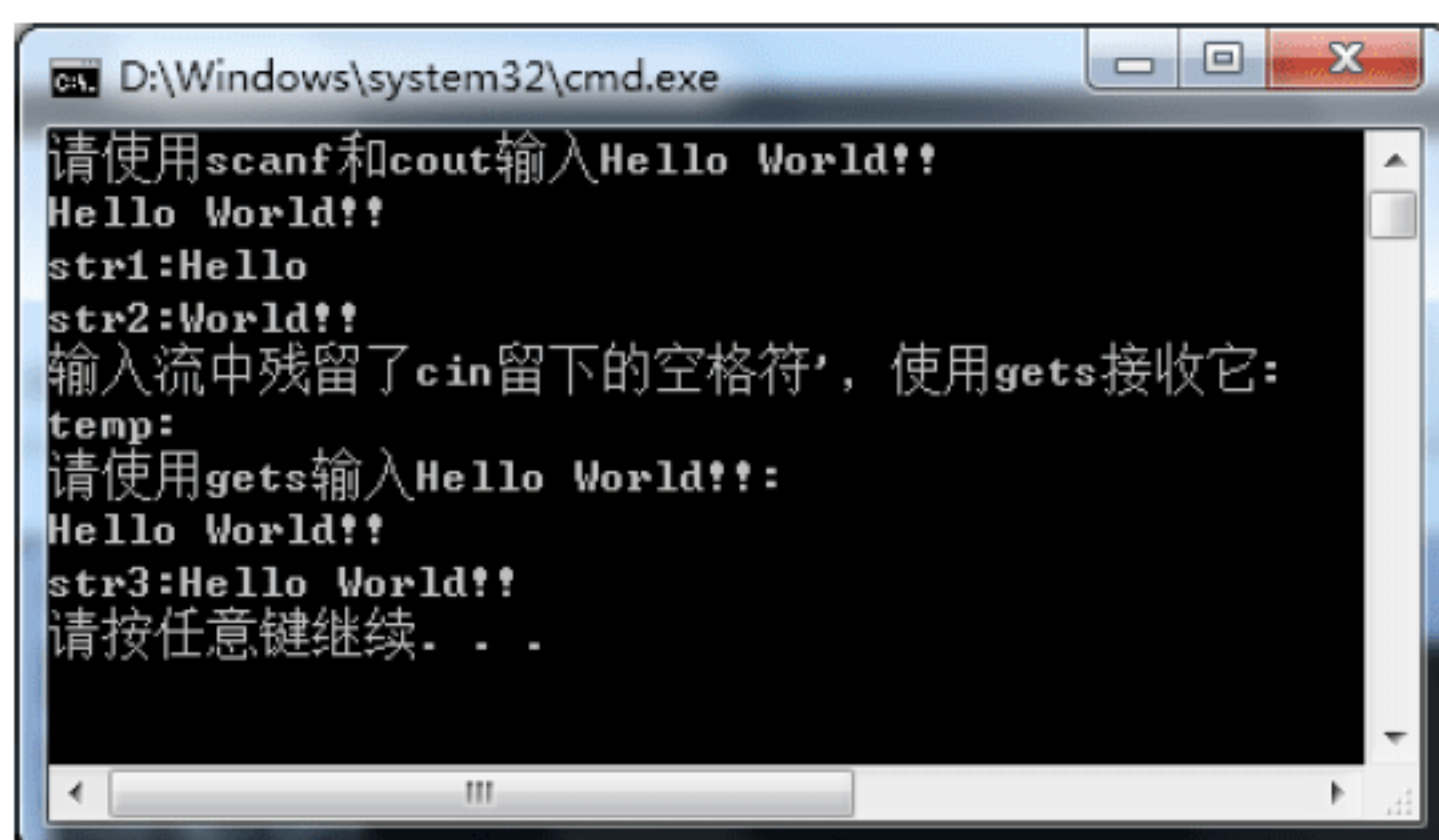 D:\Windows\system32\cmd.exe
请使用scanf和cout输入Hello World!!
Hello World!!
str1:Hello
str2:World!!
输入流中残留了cin留下的空格符’，使用gets接收它:
temp:
请使用gets输入Hello World!!:
Hello World!!
str3:Hello World!!
请按任意键继续. . .